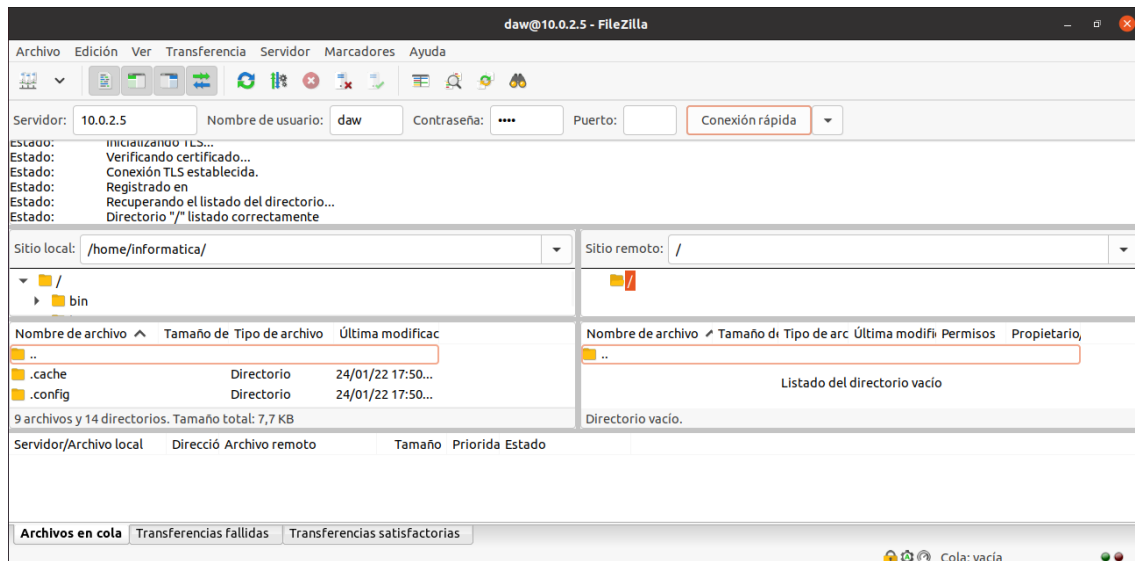 daw@10.0.2.5 - FileZilla
Archivo Edición Ver Transferencia Servidor Marcadores Ayuda
Servidor: 10.0.2.5 Nombre de usuario: daw Contraseña: •••• Puerto: Conexión rápida
Estado: Inicializando TLS...
Estado: Verificando certificado...
Estado: Conexión TLS establecida.
Estado: Registrado en
Estado: Recuperando el listado del directorio...
Estado: Directorio "/" listado correctamente
Sitio local: /home/informatica/
Sitio remoto: /
/
bin
/
Nombre de archivo Tamaño de Tipo de archivo Última modificac
..
.cache Directorio 24/01/22 17:50...
.config Directorio 24/01/22 17:50...
9 archivos y 14 directorios. Tamaño total: 7,7 KB
Nombre de archivo Tamaño de Tipo de arc Última modifi Permisos Propietario/
..
Listado del directorio vacío
Directorio vacío.
Servidor/Archivo local Direcció Archivo remoto Tamaño Priorida Estado
Archivos en cola Transferencias fallidas Transferencias satisfactorias
Cola: vacía